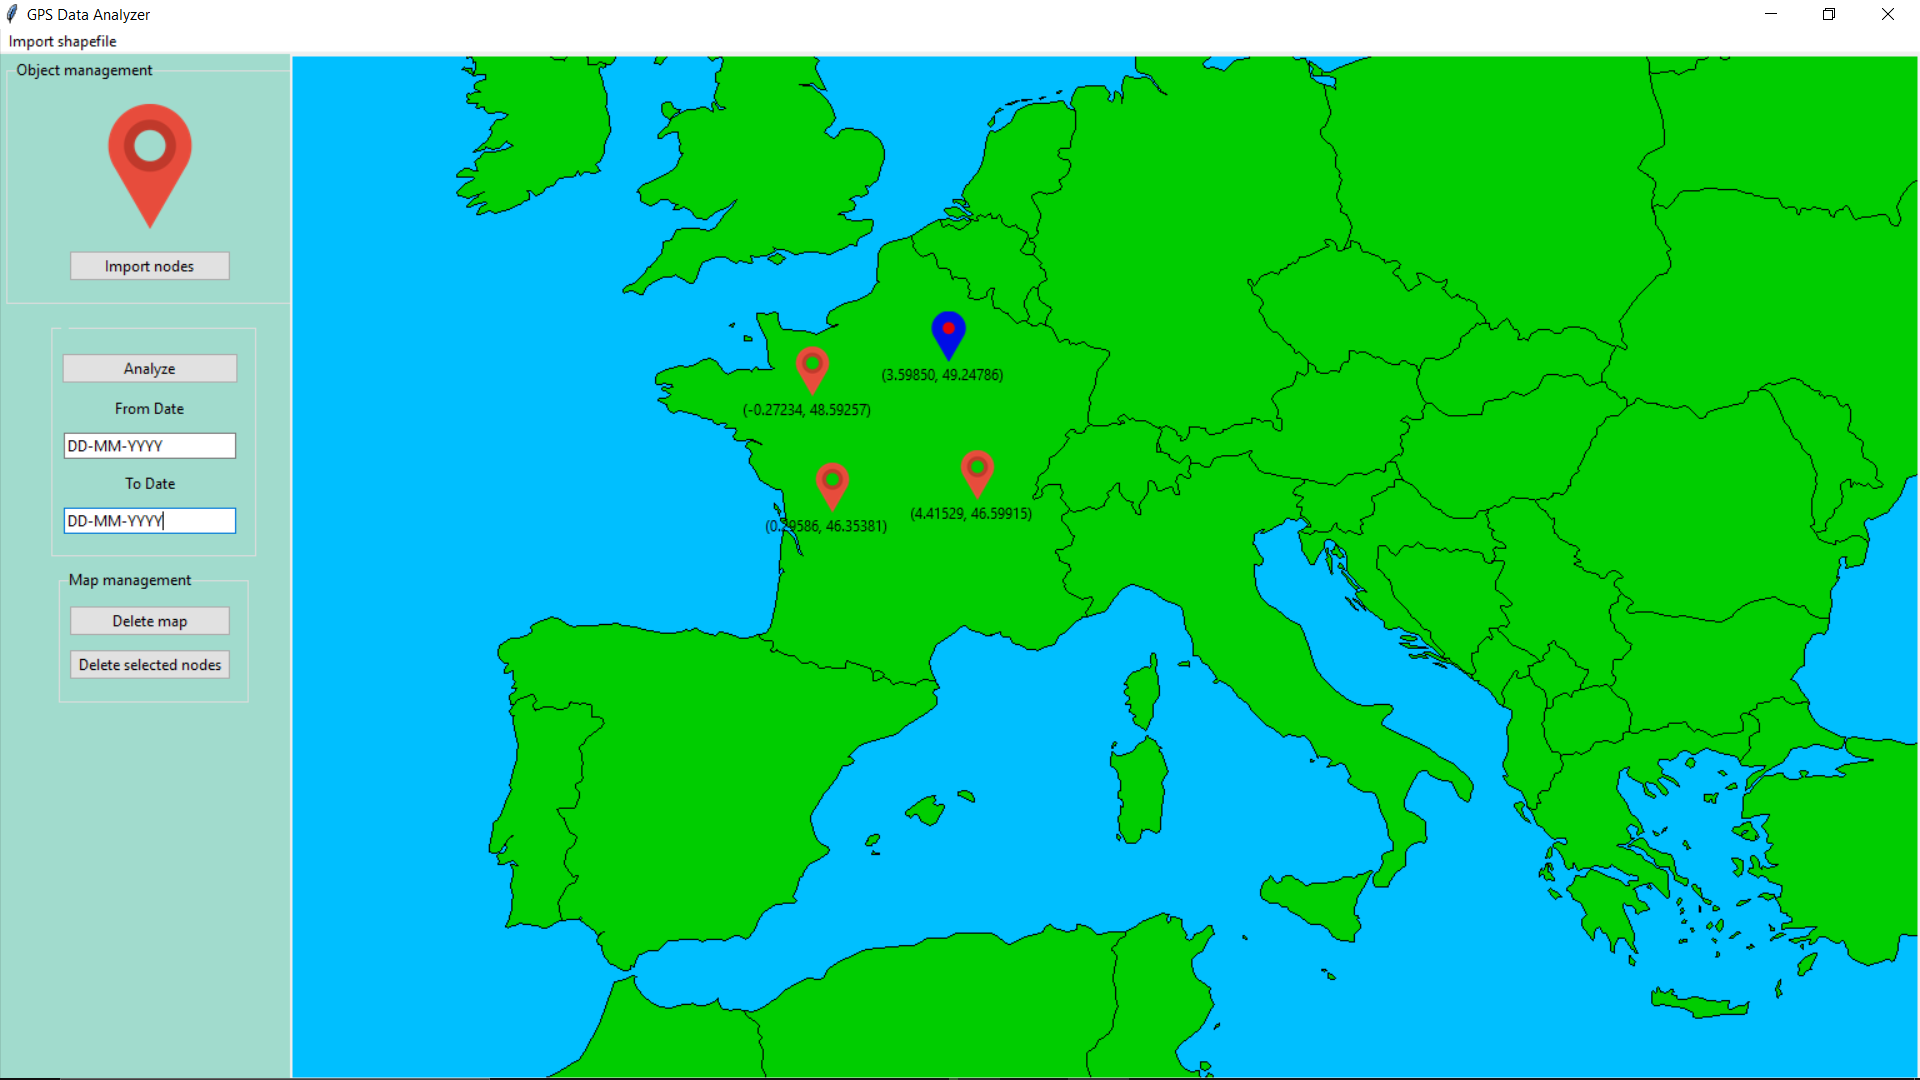 GPS Data Analyzer
Import shapefile
Object management
Import nodes
Analyze
From Date
DD-MM-YYYY
To Date
DD-MM-YYYY
Map management
Delete map
Delete selected nodes
(3.59850, 49.24786)
(-0.27234, 48.59257)
(4.41529, 46.59915)
(0.29586, 46.35381)